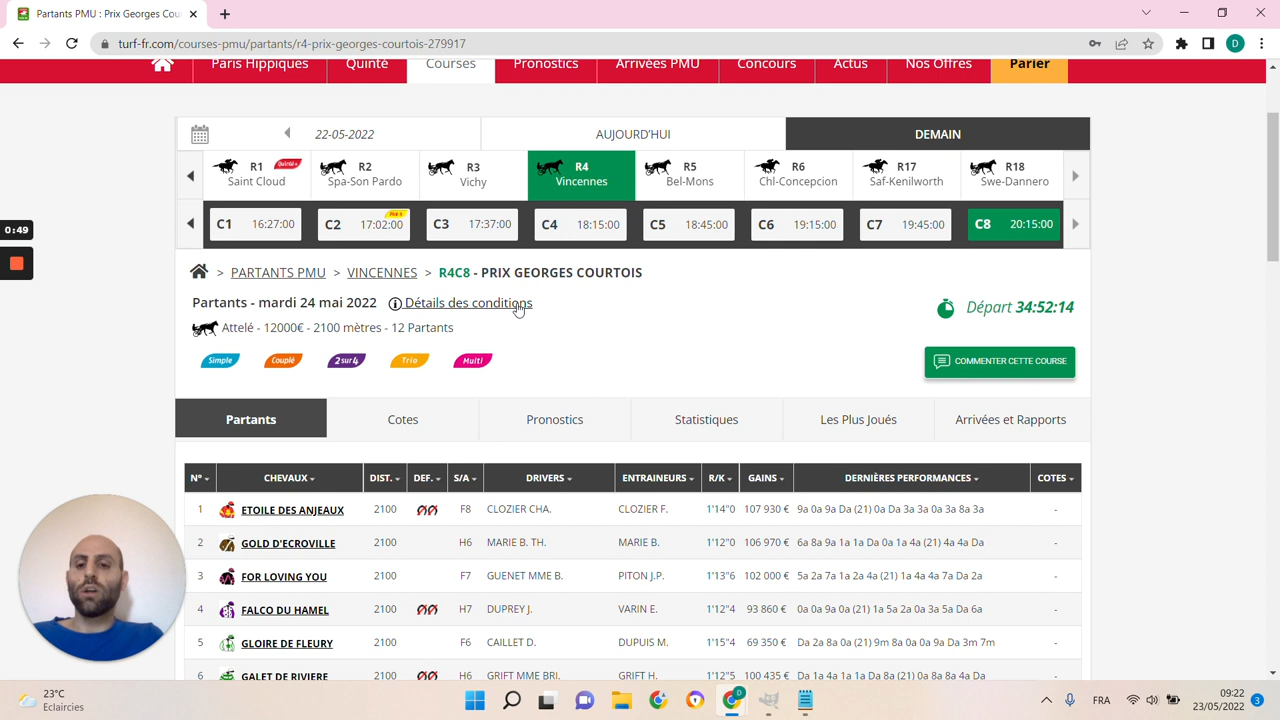 Partants PMU : Prix Georges Cou
turf-fr.com/courses-pmu/partants/r4-prix-georges-courtois-279917
D
Paris Hippiques Quinté Courses Pronostics Arrivées PMU Concours Actus Nos Offres Parier
22-05-2022 AUJOURD'HUI DEMAIN
R1 Saint Cloud Quinté+
R2 Spa-Son Pardo
R3 Vichy
R4 Vincennes
R5 Bel-Mons
R6 Chl-Concepcion
R17 Saf-Kenilworth
R18 Swe-Dannero
C1 16:27:00 C2 17:02:00 C3 17:37:00 C4 18:15:00 C5 18:45:00 C6 19:15:00 C7 19:45:00 C8 20:15:00
0:49
> PARTANTS PMU > VINCENNES > R4C8 - PRIX GEORGES COURTOIS
Partants - mardi 24 mai 2022 Détails des conditions
Départ 34:52:14
Attelé - 12000€ - 2100 mètres - 12 Partants
Simple Couplé 2sur4 Trio Multi
COMMENTER CETTE COURSE
Partants Cotes Pronostics Statistiques Les Plus Joués Arrivées et Rapports
N° CHEVAUX DIST. DEF. S/A DRIVERS ENTRAINEURS R/K GAINS DERNIÈRES PERFORMANCES COTES
1 ETOILE DES ANJEAUX 2100 F8 CLOZIER CHA. CLOZIER F. 1'14"0 107 930 € 9a 0a 9a Da (21) 0a Da 3a 3a 0a 3a 8a 3a -
2 GOLD D'ECROVILLE 2100 H6 MARIE B. TH. MARIE B. 1'12"0 106 970 € 6a 8a 9a 1a 1a Da 0a 1a 4a (21) 4a 4a Da -
3 FOR LOVING YOU 2100 F7 GUENET MME B. PITON J.P. 1'13"6 102 000 € 5a 2a 7a 1a 2a 4a (21) 1a 4a 4a 7a Da 2a -
4 FALCO DU HAMEL 2100 H7 DUPREY J. VARIN E. 1'12"4 93 860 € 0a 0a 9a 0a (21) 1a 5a 2a 0a 3a 5a Da 6a -
5 GLOIRE DE FLEURY 2100 F6 CAILLET D. DUPUIS M. 1'15"4 69 350 € Da 2a 8a 0a (21) 9m 8a 0a 0a 9a Da 3m 7m -
6 GALET DE RIVIERE 2100 H6 GRIFT MME BRI. GRIFT H. 1'12"5 100 435 € Da 1a 4a 1a 1a Da 8a (21) 8a 8a 4a 0a Da -
23°C
Eclaircies
D
FRA
09:22
23/05/2022
3